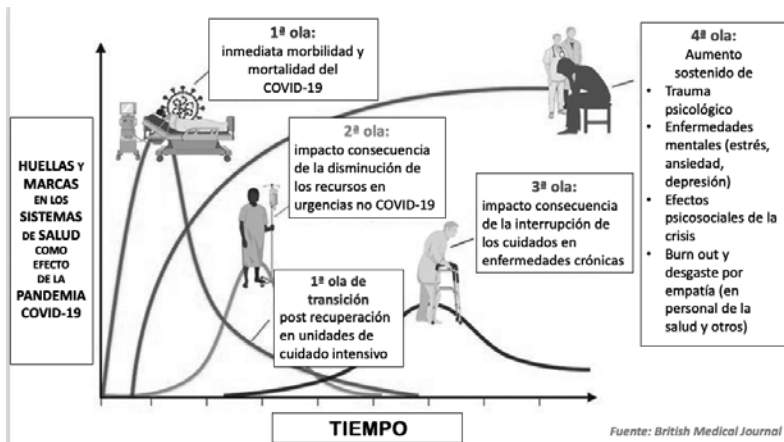 HUELLAS Y
MARCAS
EN LOS
SISTEMAS
DE SALUD
COMO
EFECTO
DE LA
PANDEMIA
COVID-19
1ª ola:
inmediata morbilidad y
mortalidad del
COVID-19
2ª ola:
impacto consecuencia
de la disminución de
los recursos en
urgencias no COVID-19
1ª ola de
transición
post recuperación
en unidades de
cuidado intensivo
3ª ola:
impacto consecuencia
de la interrupción de
los cuidados en
enfermedades crónicas
4ª ola:
Aumento
sostenido de
• Trauma
psicológico
• Enfermedades
mentales (estrés,
ansiedad,
depresión)
• Efectos
psicosociales de la
crisis
• Burn out y
desgaste por
empatía (en
personal de la
salud y otros)
TIEMPO
Fuente: British Medical Journal